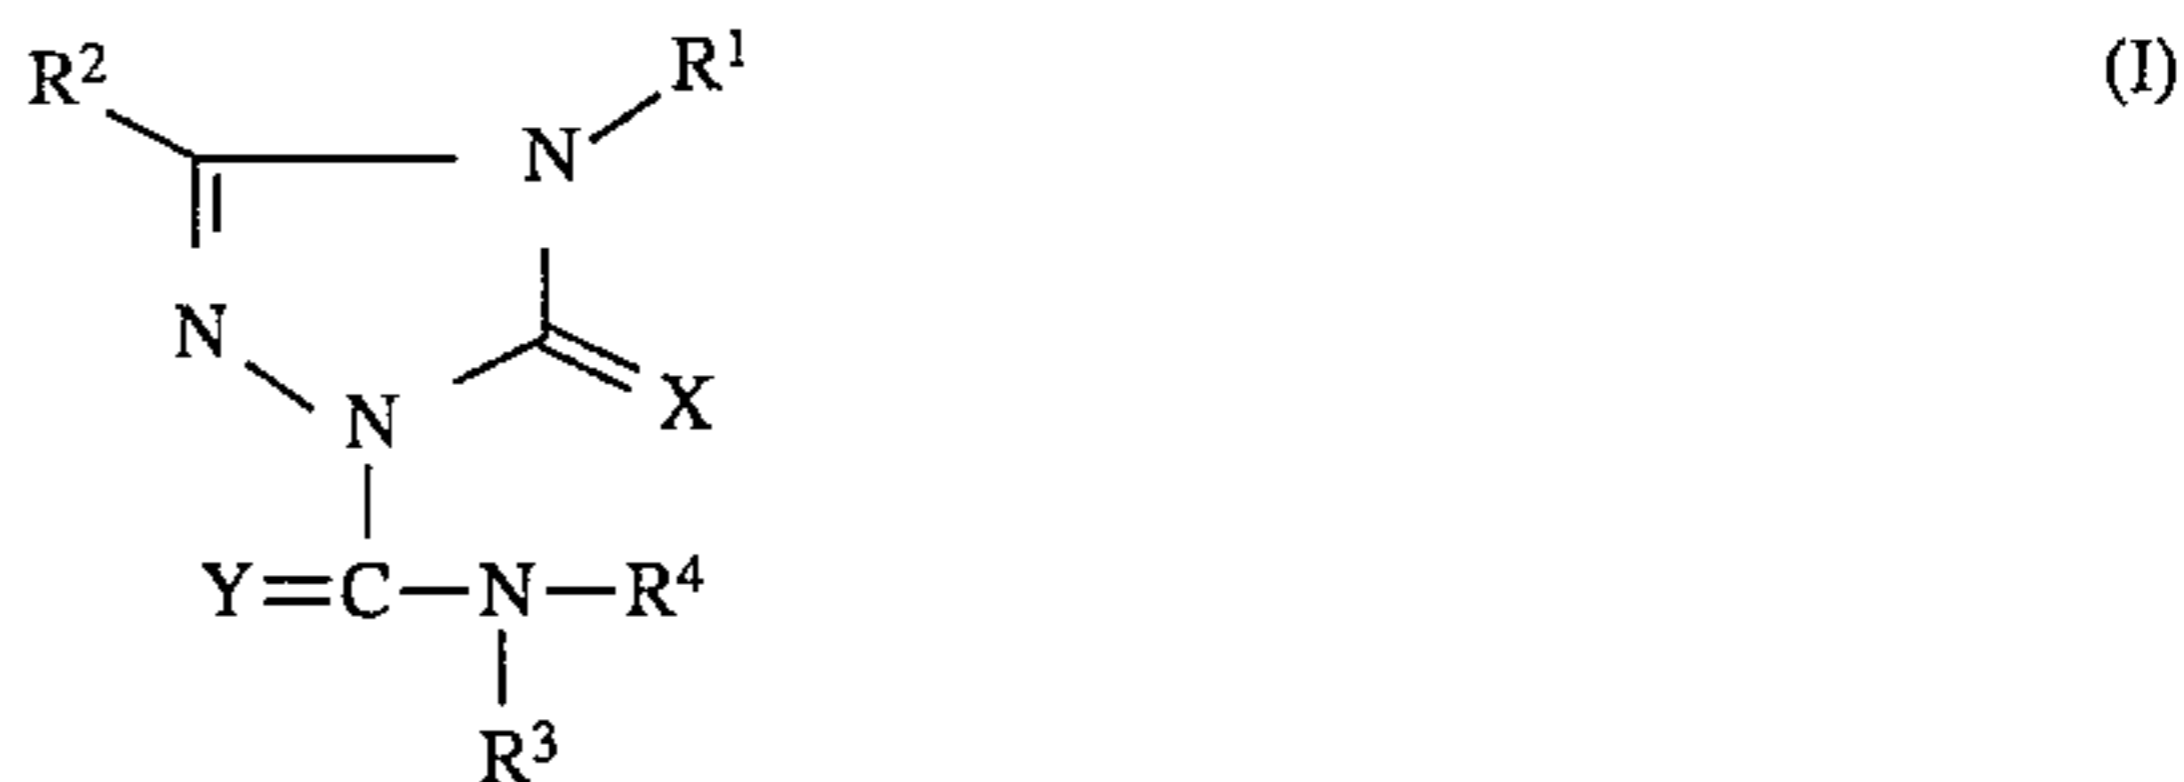 R² R¹ (I)
N
N
X
N
Y=C—N—R⁴
R³